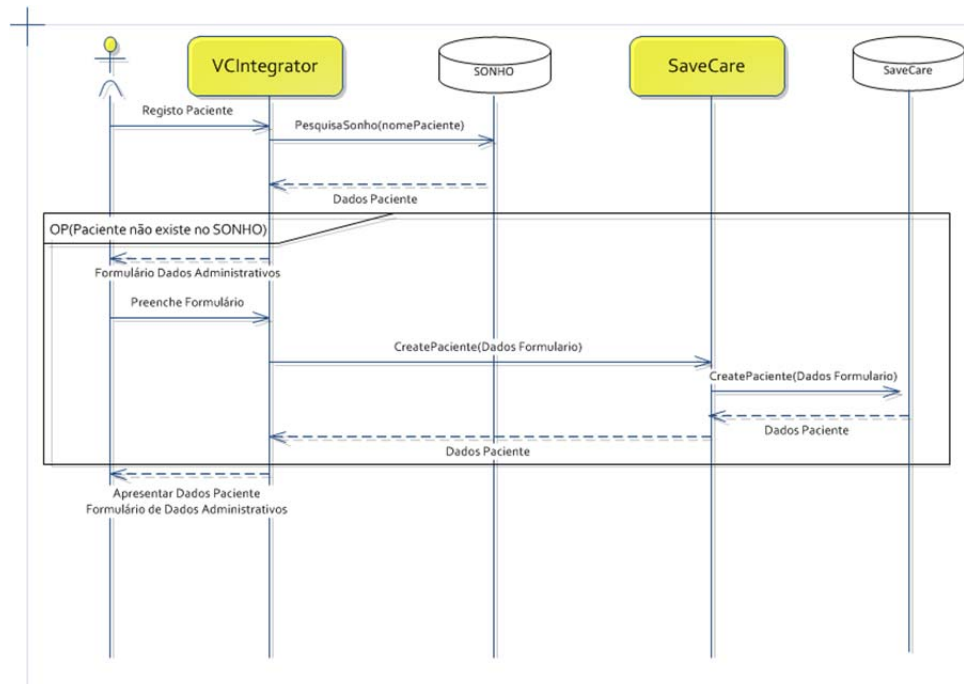 VCIntegrator
SONHO
SaveCare
SaveCare
Registo Paciente
PesquisaSonho(nomePaciente)
Dados Paciente
OP(Paciente não existe no SONHO)
Formulário Dados Administrativos
Preenche Formulário
CreatePaciente(Dados Formulario)
CreatePaciente(Dados Formulario)
Dados Paciente
Dados Paciente
Apresentar Dados Paciente
Formulário de Dados Administrativos